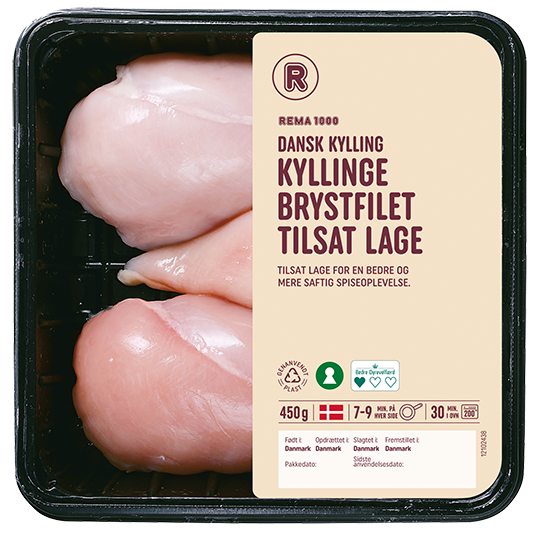 R
REMA 1000
DANSK KYLLING
KYLLINGE
BRYSTFILET
TILSAT LAGE
TILSAT LAGE FOR EN BEDRE OG
MERE SAFTIG SPISEOPLEVELSE.
GENANVENDT PLAST
Bedre Dyrevelfærd
450 g 7-9 MIN. PÅ HVER SIDE 30 MIN. I OVN 200
Født i: Opdrættet i: Slagtet i: Fremstillet i:
Danmark Danmark Danmark Danmark
Pakkedato: Sidste anvendelsesdato:
12102438